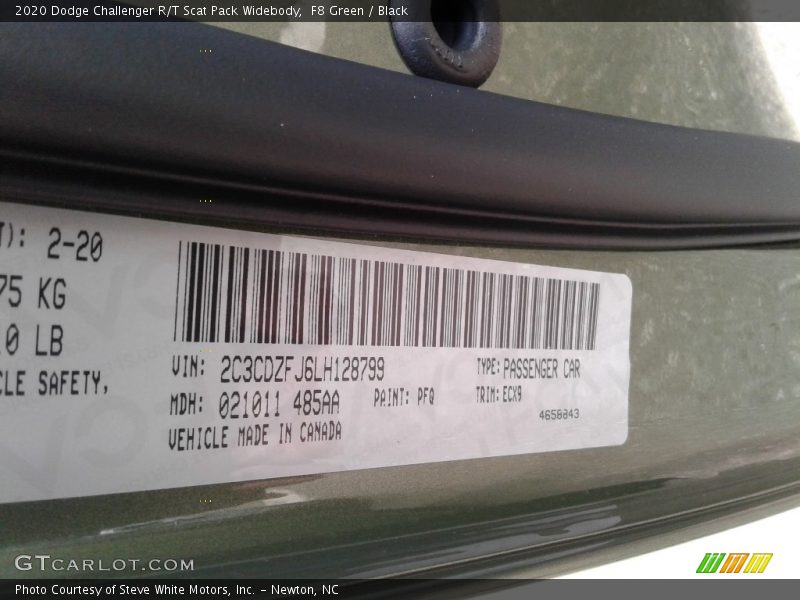 2020 Dodge Challenger R/T Scat Pack Widebody,  F8 Green / Black
T): 2-20
75 KG
10 LB
CLE SAFETY,
VIN: 2C3CDZFJ6LH128799
TYPE: PASSENGER CAR
MDH: 021011 485AA
PAINT: PFQ
TRIM: ECX9
4658843
VEHICLE MADE IN CANADA
GTCARLOT.COM
Photo Courtesy of Steve White Motors, Inc. – Newton, NC